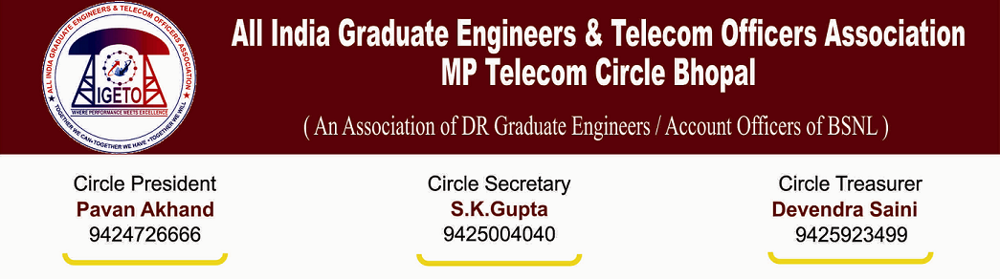 ALL INDIA GRADUATE ENGINEERS & TELECOM OFFICERS ASSOCIATION
AIGETOA
WHERE PERFORMANCE MEETS EXCELLENCE
TOGETHER WE CAN • TOGETHER WE HAVE • TOGETHER WE WILL
All India Graduate Engineers & Telecom Officers Association
MP Telecom Circle Bhopal
( An Association of DR Graduate Engineers / Account Officers of BSNL )
Circle President
Pavan Akhand
9424726666
Circle Secretary
S.K.Gupta
9425004040
Circle Treasurer
Devendra Saini
9425923499